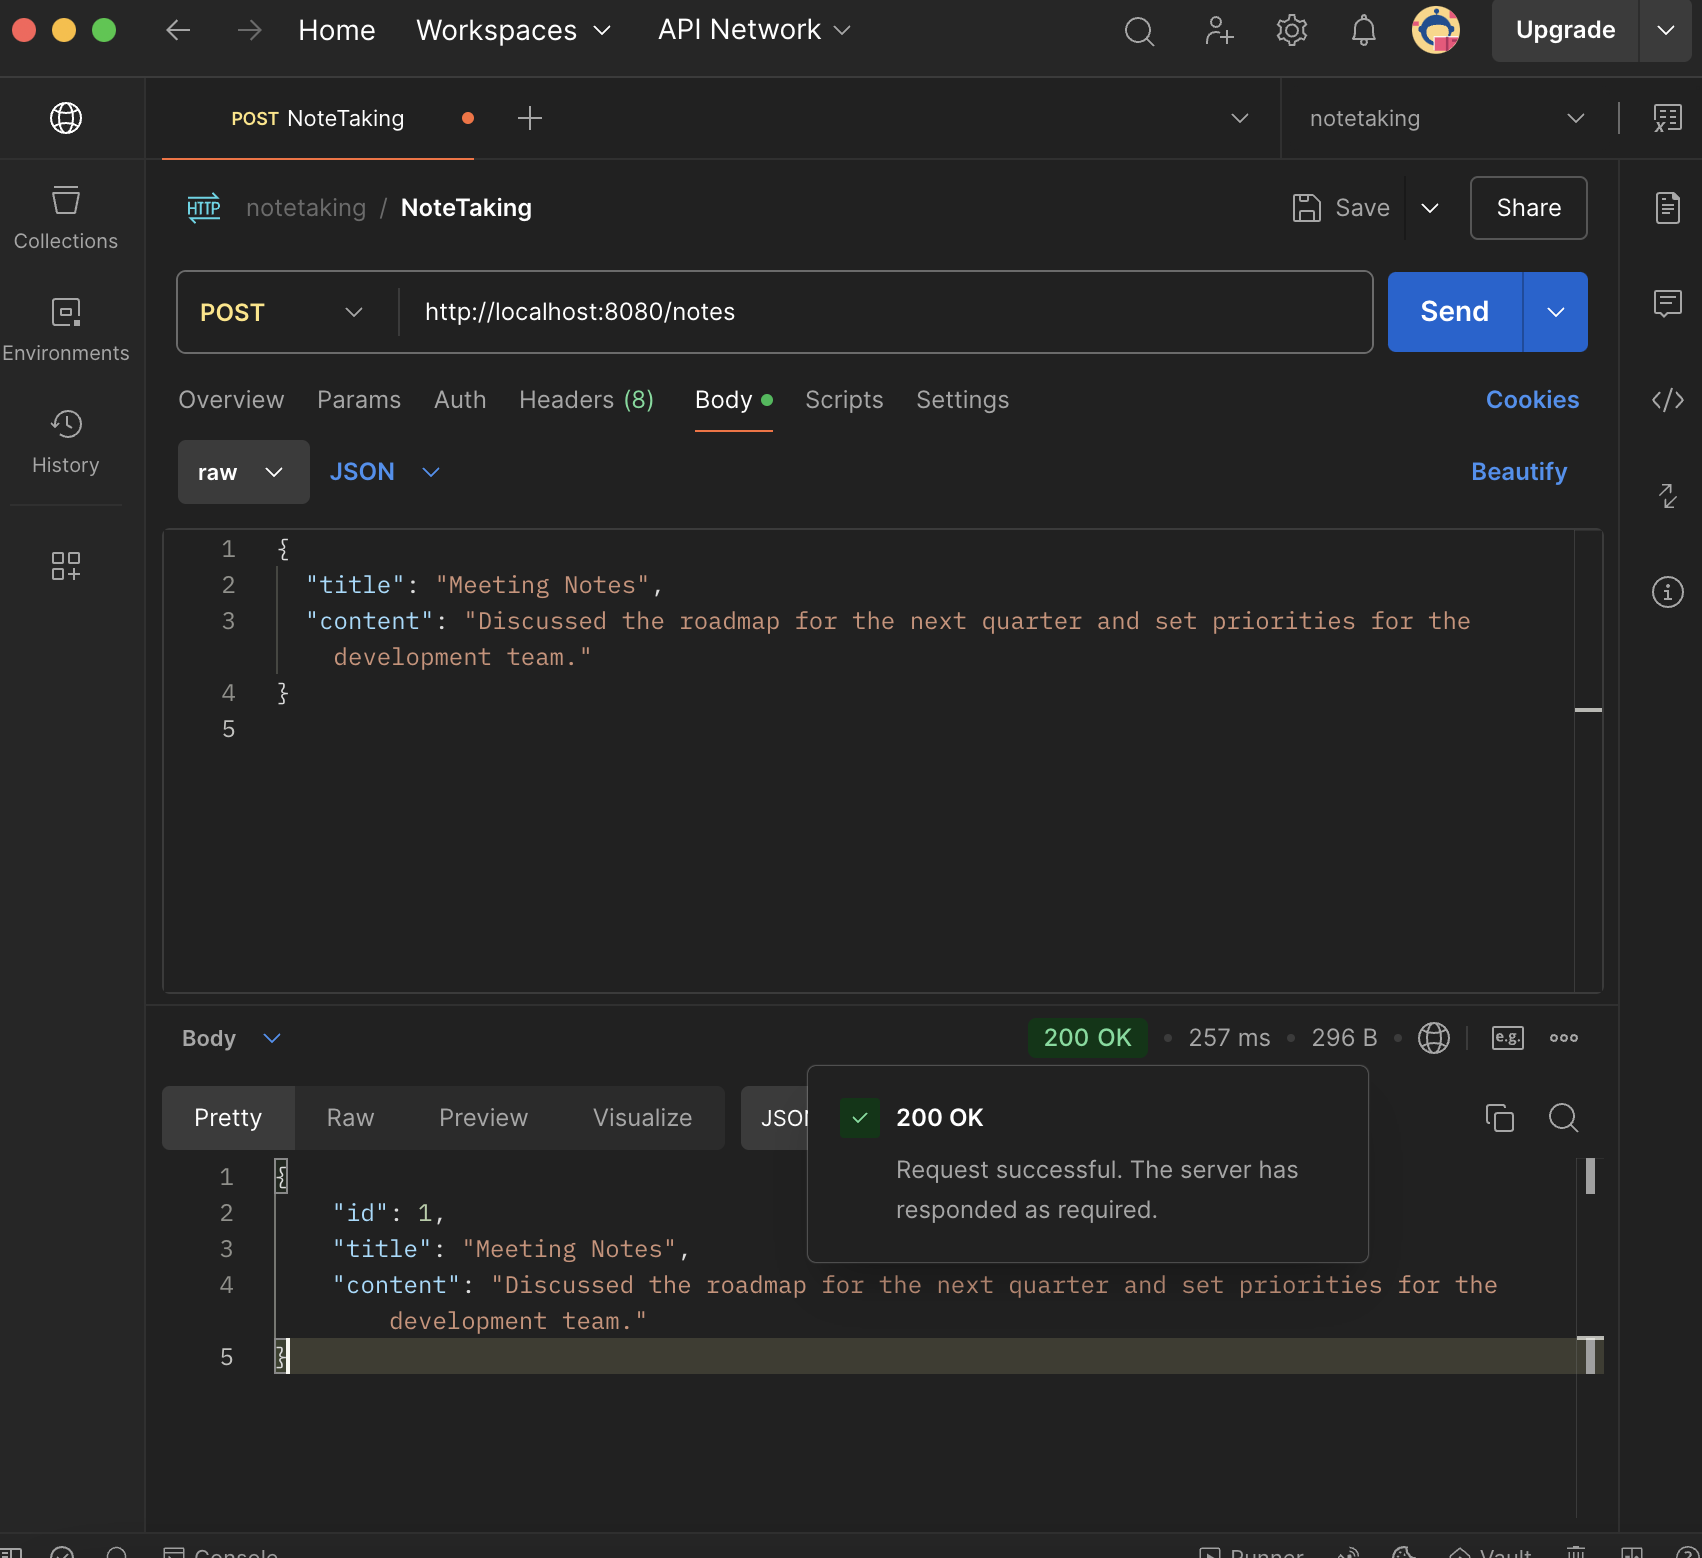 Home Workspaces API Network Upgrade
POST NoteTaking notetaking
HTTP notetaking / NoteTaking Save Share
Collections
POST http://localhost:8080/notes Send
Environments
Overview Params Auth Headers (8) Body Scripts Settings Cookies
History
raw JSON Beautify
1 {
2 "title": "Meeting Notes",
3 "content": "Discussed the roadmap for the next quarter and set priorities for the
development team."
4 }
5
Body 200 OK • 257 ms • 296 B • e.g.
Pretty Raw Preview Visualize JSON
200 OK
Request successful. The server has
responded as required.
1 {
2 "id": 1,
3 "title": "Meeting Notes",
4 "content": "Discussed the roadmap for the next quarter and set priorities for the
development team."
5 }
Console Runner Vault